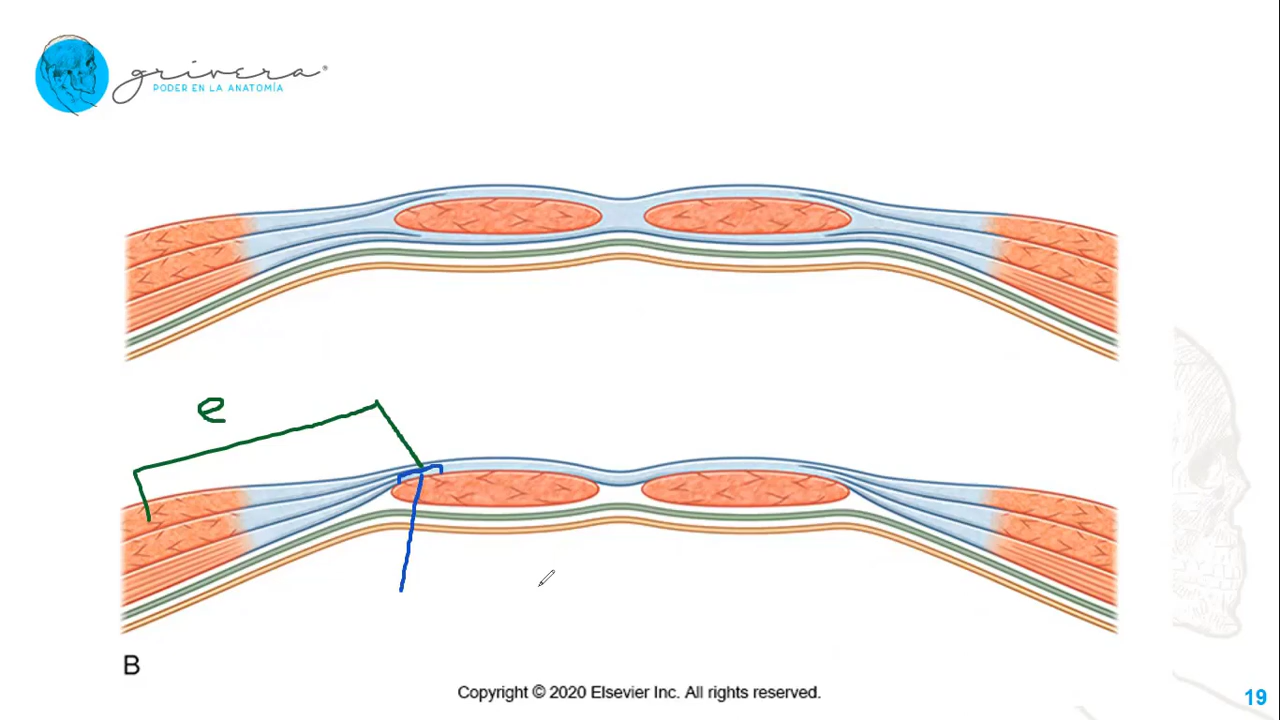 grivera®
PODER EN LA ANATOMÍA
e
B
Copyright © 2020 Elsevier Inc. All rights reserved.
19